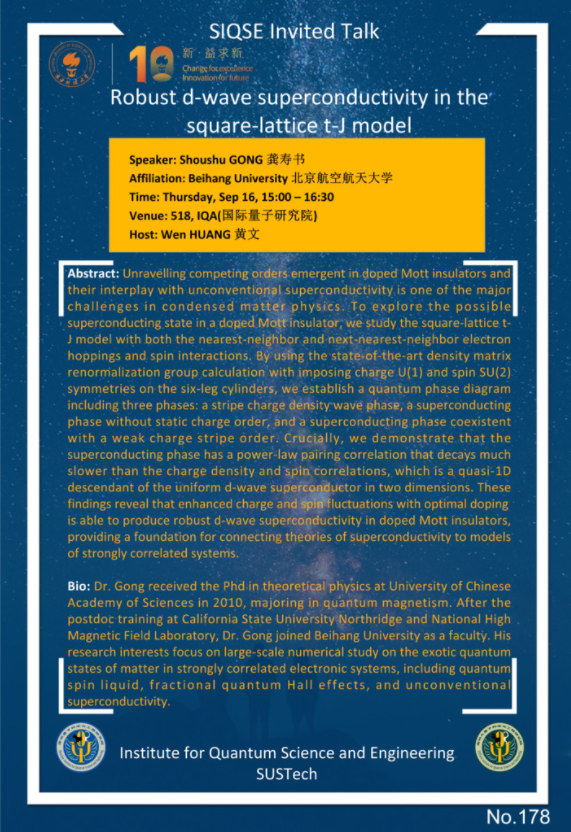 SIQSE Invited Talk
10
新·益求新
Change for excellence
Innovation for future
Robust d-wave superconductivity in the
square-lattice t-J model
Speaker: Shoushu GONG 龚寿书
Affiliation: Beihang University 北京航空航天大学
Time: Thursday, Sep 16, 15:00 – 16:30
Venue: 518, IQA(国际量子研究院)
Host: Wen HUANG 黄文
Abstract: Unravelling competing orders emergent in doped Mott insulators and
their interplay with unconventional superconductivity is one of the major
challenges in condensed matter physics. To explore the possible
superconducting state in a doped Mott insulator, we study the square-lattice t-
J model with both the nearest-neighbor and next-nearest-neighbor electron
hoppings and spin interactions. By using the state-of-the-art density matrix
renormalization group calculation with imposing charge U(1) and spin SU(2)
symmetries on the six-leg cylinders, we establish a quantum phase diagram
including three phases: a stripe charge density wave phase, a superconducting
phase without static charge order, and a superconducting phase coexistent
with a weak charge stripe order. Crucially, we demonstrate that the
superconducting phase has a power-law pairing correlation that decays much
slower than the charge density and spin correlations, which is a quasi-1D
descendant of the uniform d-wave superconductor in two dimensions. These
findings reveal that enhanced charge and spin fluctuations with optimal doping
is able to produce robust d-wave superconductivity in doped Mott insulators,
providing a foundation for connecting theories of superconductivity to models
of strongly correlated systems.
Bio: Dr. Gong received the Phd in theoretical physics at University of Chinese
Academy of Sciences in 2010, majoring in quantum magnetism. After the
postdoc training at California State University Northridge and National High
Magnetic Field Laboratory, Dr. Gong joined Beihang University as a faculty. His
research interests focus on large-scale numerical study on the exotic quantum
states of matter in strongly correlated electronic systems, including quantum
spin liquid, fractional quantum Hall effects, and unconventional
superconductivity.
Institute for Quantum Science and Engineering
SUSTech
No.178